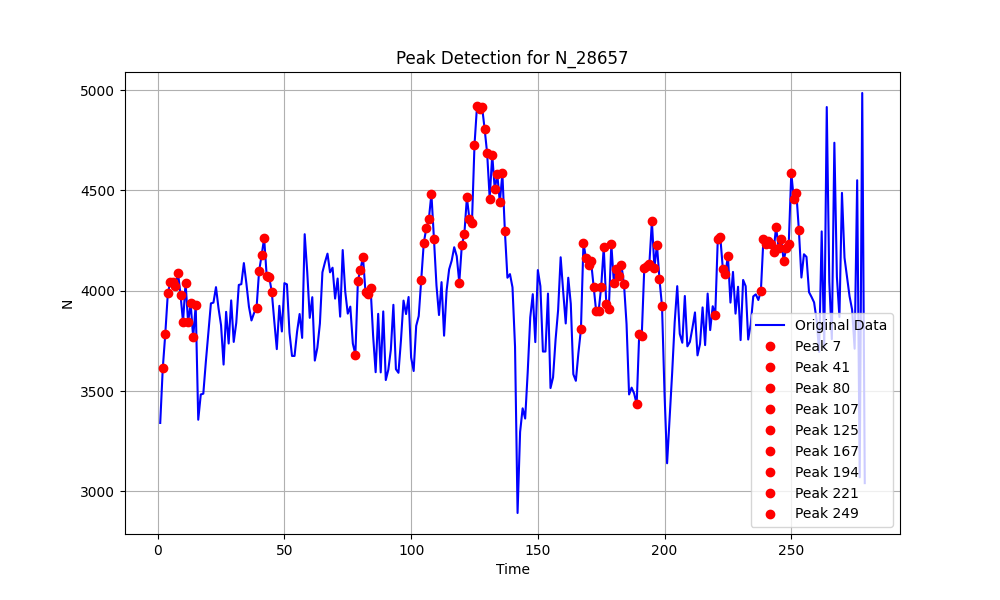 Peak Detection for N_28657
N
5000
4500
4000
3500
3000
0 50 100 150 200 250
Time
Original Data
Peak 7
Peak 41
Peak 80
Peak 107
Peak 125
Peak 167
Peak 194
Peak 221
Peak 249